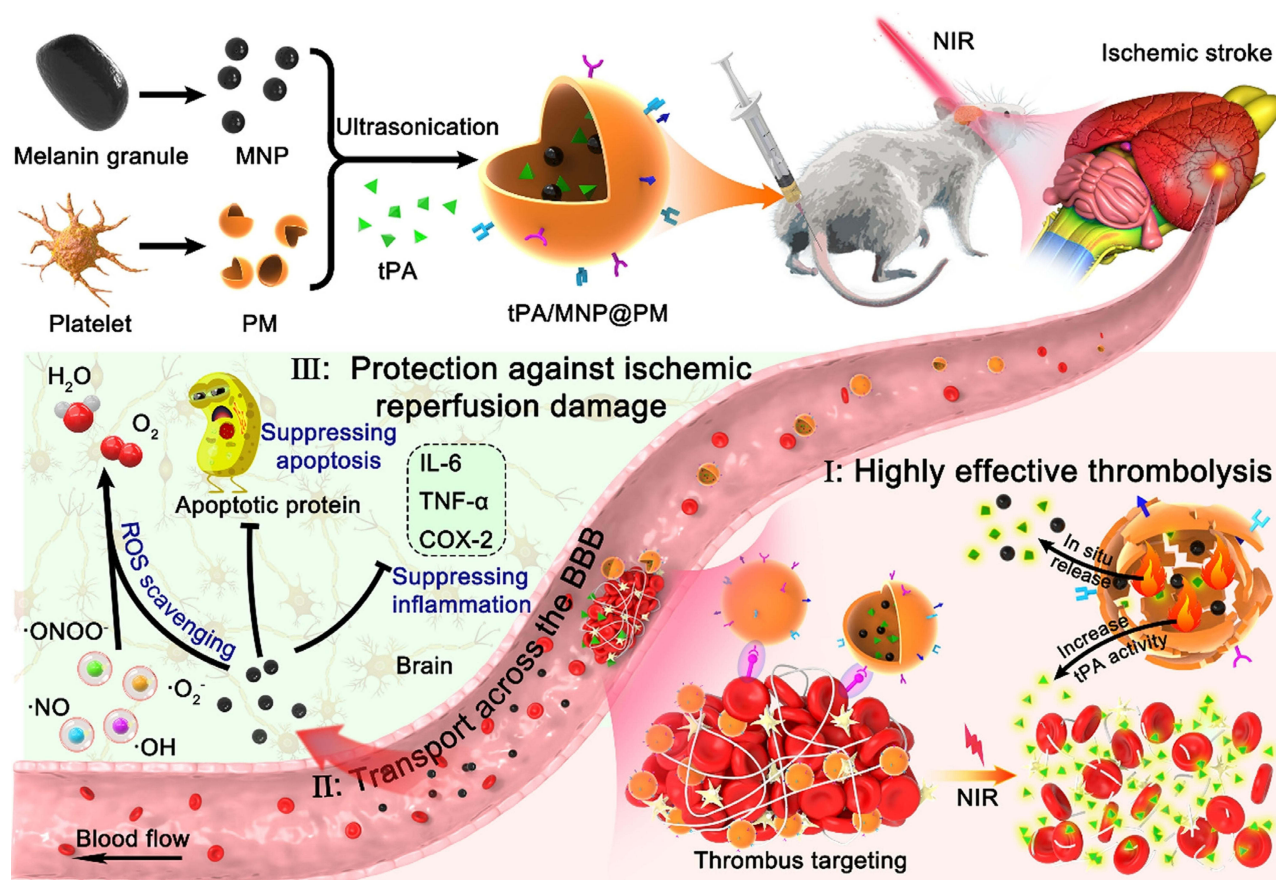 NIR
Ischemic stroke
Ultrasonication
Melanin granule
MNP
tPA
Platelet
PM
tPA/MNP@PM
III: Protection against ischemic
reperfusion damage
H₂O
O₂
Suppressing
apoptosis
Apoptotic protein
IL-6
TNF-α
COX-2
Suppressing
inflammation
ROS scavenging
·ONOO⁻
·O₂⁻
·NO
·OH
Brain
II: Transport across the BBB
Blood flow
I: Highly effective thrombolysis
In situ
release
Increase
tPA activity
NIR
Thrombus targeting